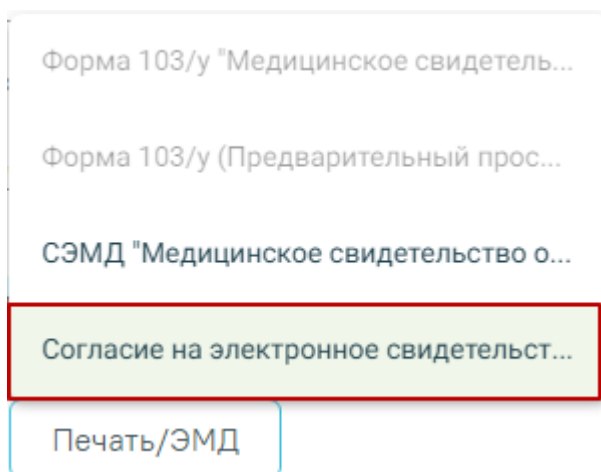 Форма 103/у "Медицинское свидетель...
Форма 103/у (Предварительный прос...
СЭМД "Медицинское свидетельство о...
Согласие на электронное свидетельст...
Печать/ЭМД